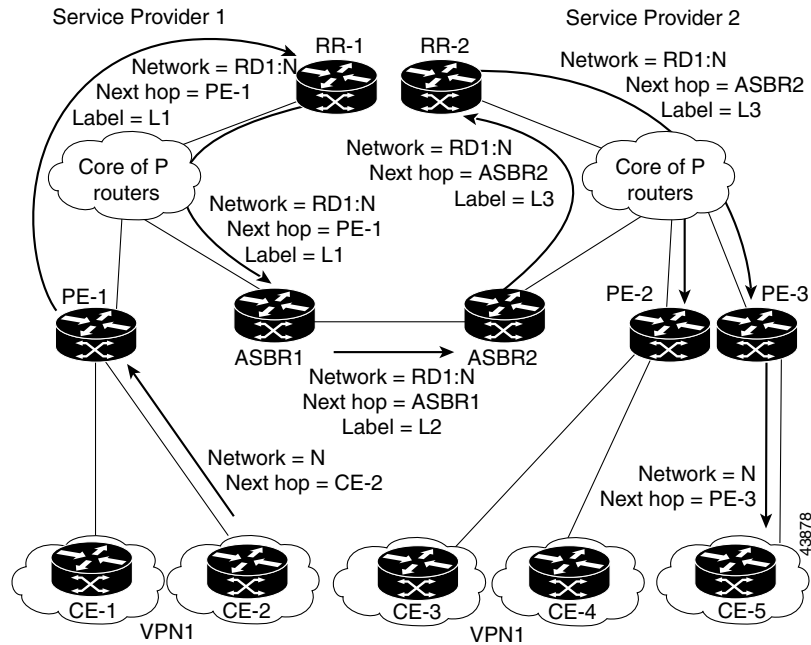 Service Provider 1
Service Provider 2
RR-1
RR-2
Network = RD1:N
Next hop = PE-1
Label = L1
Network = RD1:N
Next hop = ASBR2
Label = L3
Core of P
routers
Network = RD1:N
Next hop = ASBR2
Label = L3
Core of P
routers
Network = RD1:N
Next hop = PE-1
Label = L1
PE-1
PE-2
PE-3
ASBR1
ASBR2
Network = RD1:N
Next hop = ASBR1
Label = L2
Network = N
Next hop = CE-2
Network = N
Next hop = PE-3
43878
CE-1
CE-2
CE-3
CE-4
CE-5
VPN1
VPN1